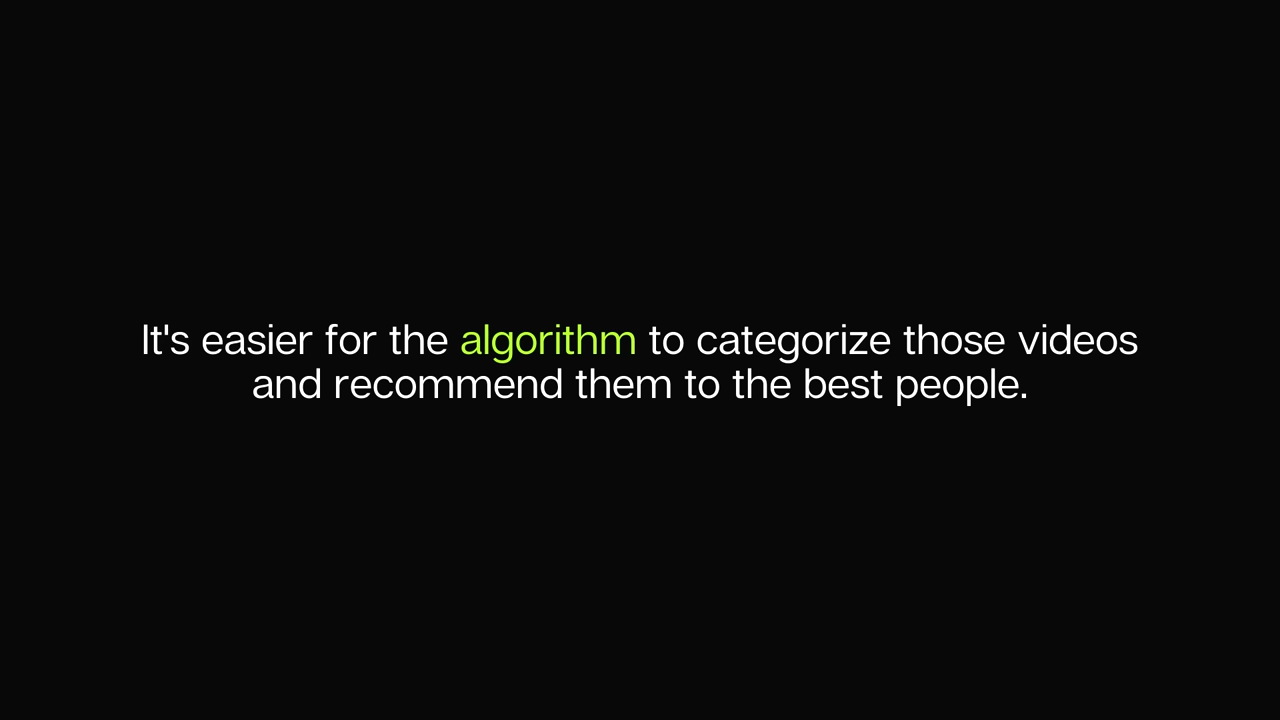 It's easier for the algorithm to categorize those videos
and recommend them to the best people.